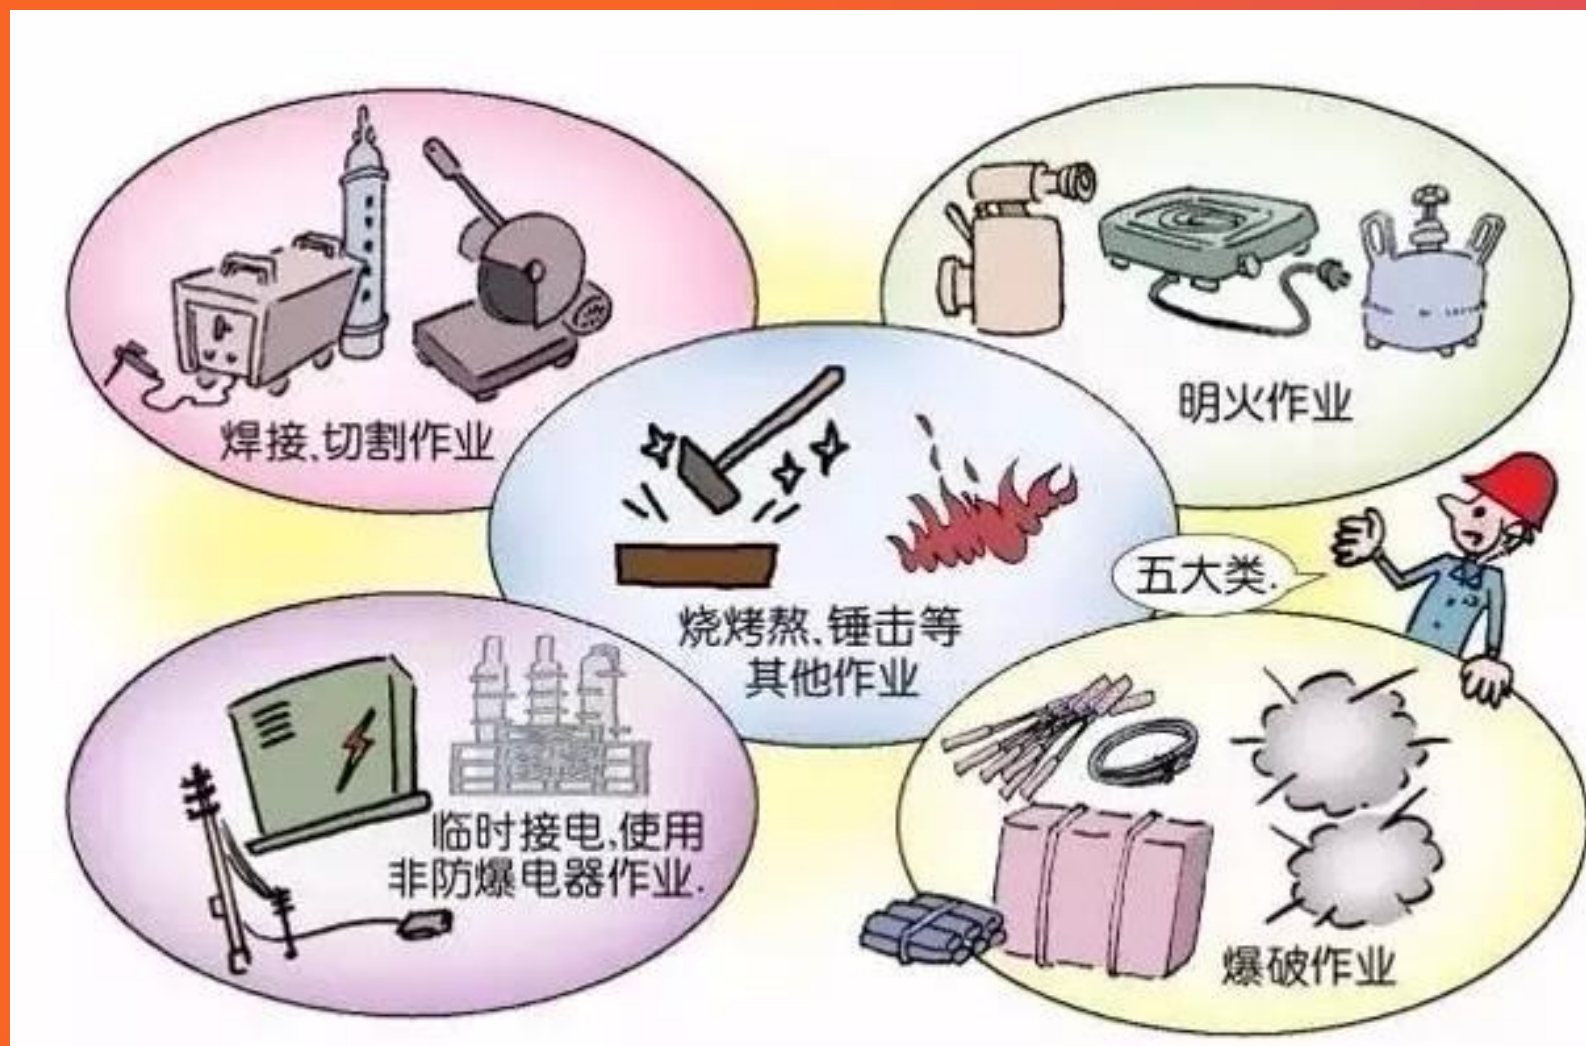 焊接、切割作业
明火作业
烧烤熬、锤击等
其他作业
五大类.
临时接电、使用
非防爆电器作业.
爆破作业